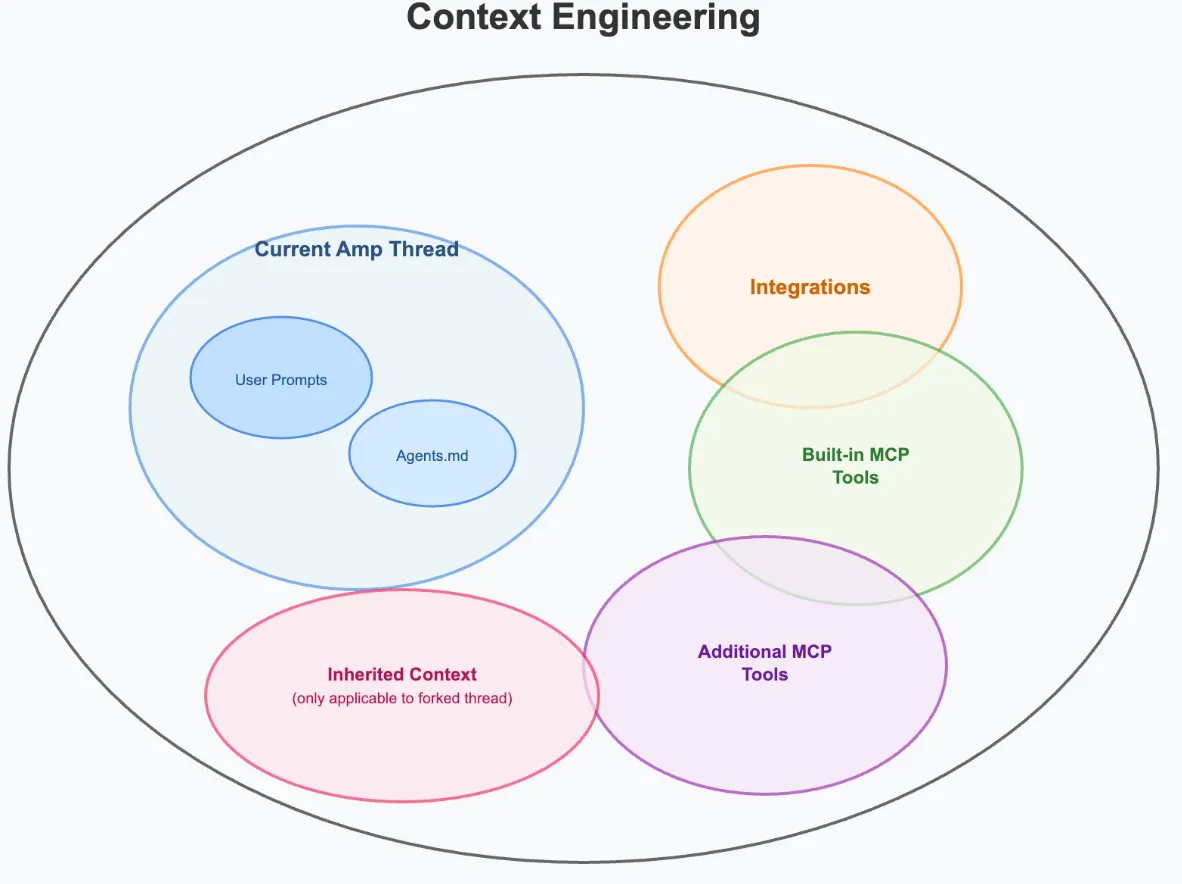 Context Engineering
Current Amp Thread
User Prompts
Agents.md
Integrations
Built-in MCP
Tools
Inherited Context
(only applicable to forked thread)
Additional MCP
Tools